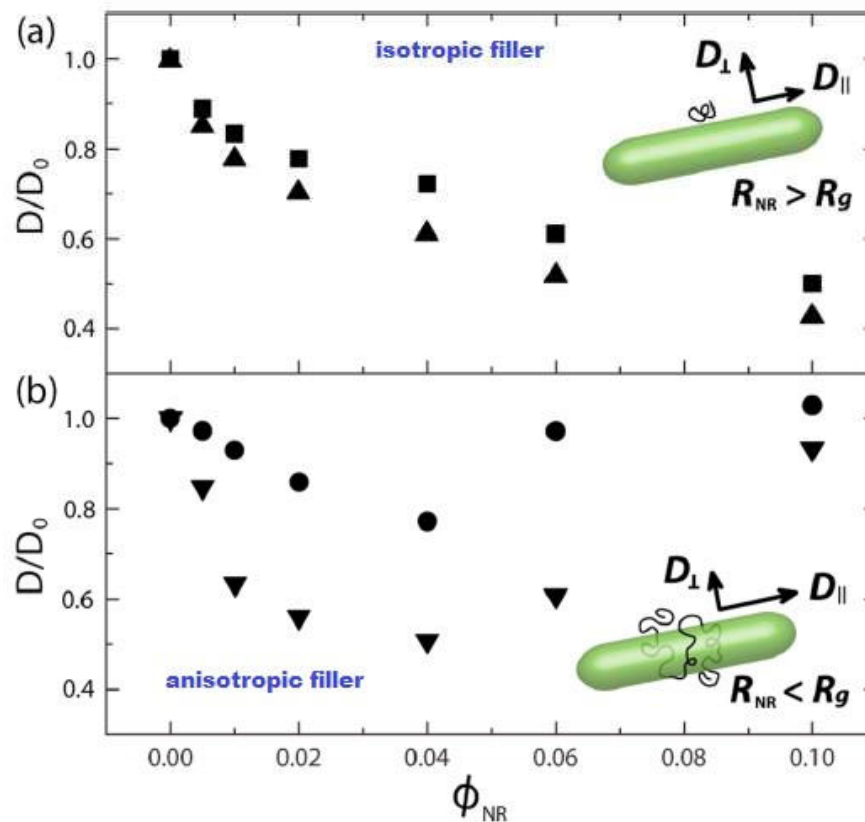 (a)
isotropic filler
D⊥
D||
R_NR > R_g
D/D₀
1.0
0.8
0.6
0.4
(b)
D⊥
D||
R_NR < R_g
anisotropic filler
D/D₀
1.0
0.8
0.6
0.4
0.00
0.02
0.04
0.06
0.08
0.10
ϕ_NR